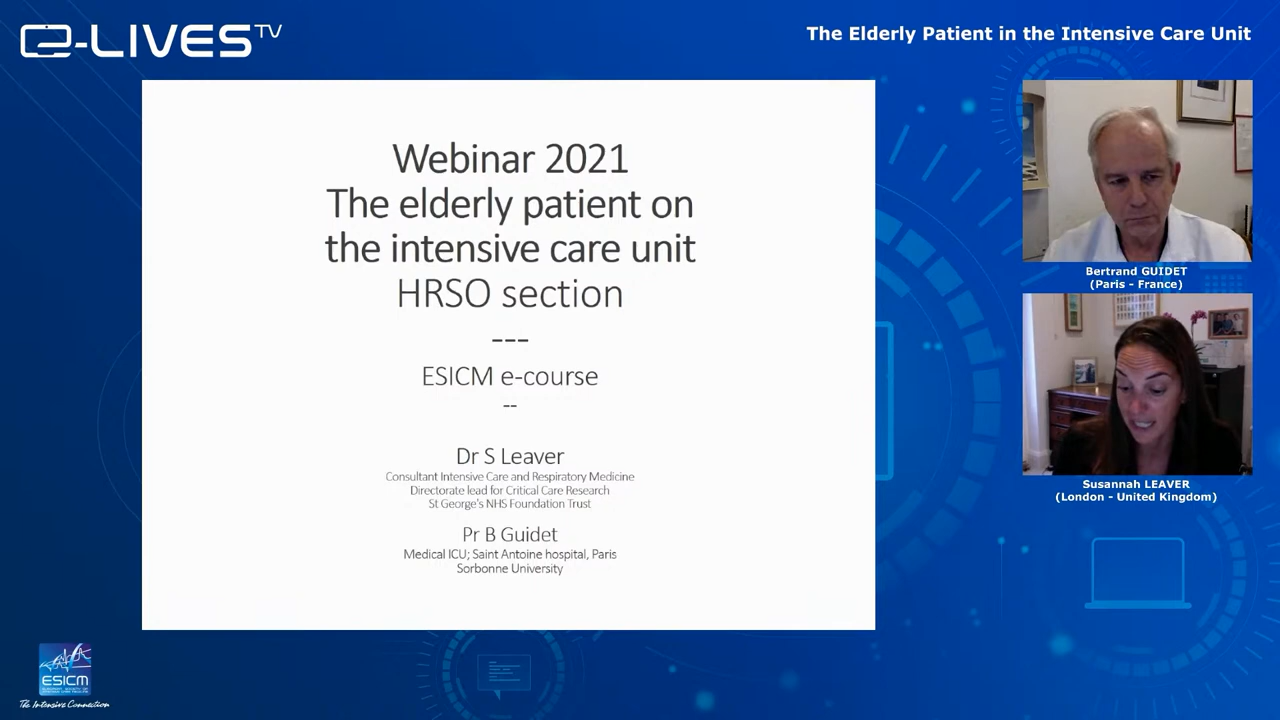 e-LIVES TV
The Elderly Patient in the Intensive Care Unit
Webinar 2021
The elderly patient on
the intensive care unit
HRSO section
---
ESICM e-course
--
Dr S Leaver
Consultant Intensive Care and Respiratory Medicine
Directorate lead for Critical Care Research
St George's NHS Foundation Trust
Pr B Guidet
Medical ICU; Saint Antoine hospital, Paris
Sorbonne University
Bertrand GUIDET
(Paris - France)
Susannah LEAVER
(London - United Kingdom)
ESICM
The Intensive Connection